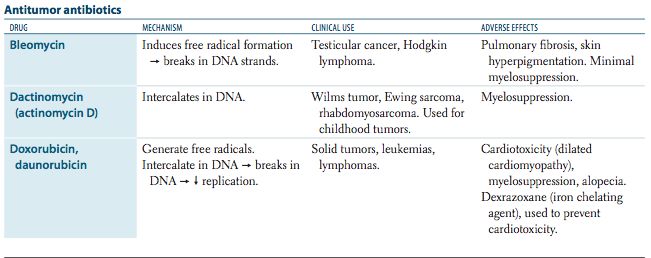 Antitumor antibiotics
DRUG MECHANISM CLINICAL USE ADVERSE EFFECTS
Bleomycin
Induces free radical formation
→ breaks in DNA strands.
Testicular cancer, Hodgkin
lymphoma.
Pulmonary fibrosis, skin
hyperpigmentation. Minimal
myelosuppression.
Dactinomycin
(actinomycin D)
Intercalates in DNA.
Wilms tumor, Ewing sarcoma,
rhabdomyosarcoma. Used for
childhood tumors.
Myelosuppression.
Doxorubicin,
daunorubicin
Generate free radicals.
Intercalate in DNA → breaks in
DNA → ↓ replication.
Solid tumors, leukemias,
lymphomas.
Cardiotoxicity (dilated
cardiomyopathy),
myelosuppression, alopecia.
Dexrazoxane (iron chelating
agent), used to prevent
cardiotoxicity.